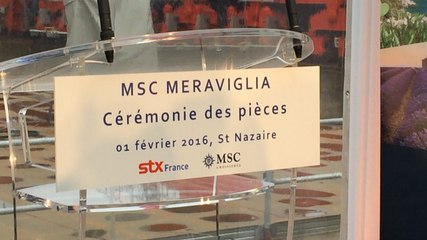 MSC MERAVIGLIA
Cérémonie des pièces
01 février 2016, St Nazaire
stx France MSC